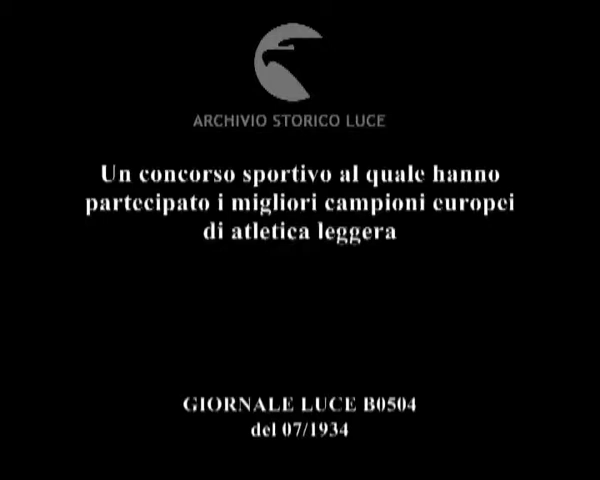 ARCHIVIO STORICO LUCE
Un concorso sportivo al quale hanno
partecipato i migliori campioni europei
di atletica leggera
GIORNALE LUCE B0504
del 07/1934